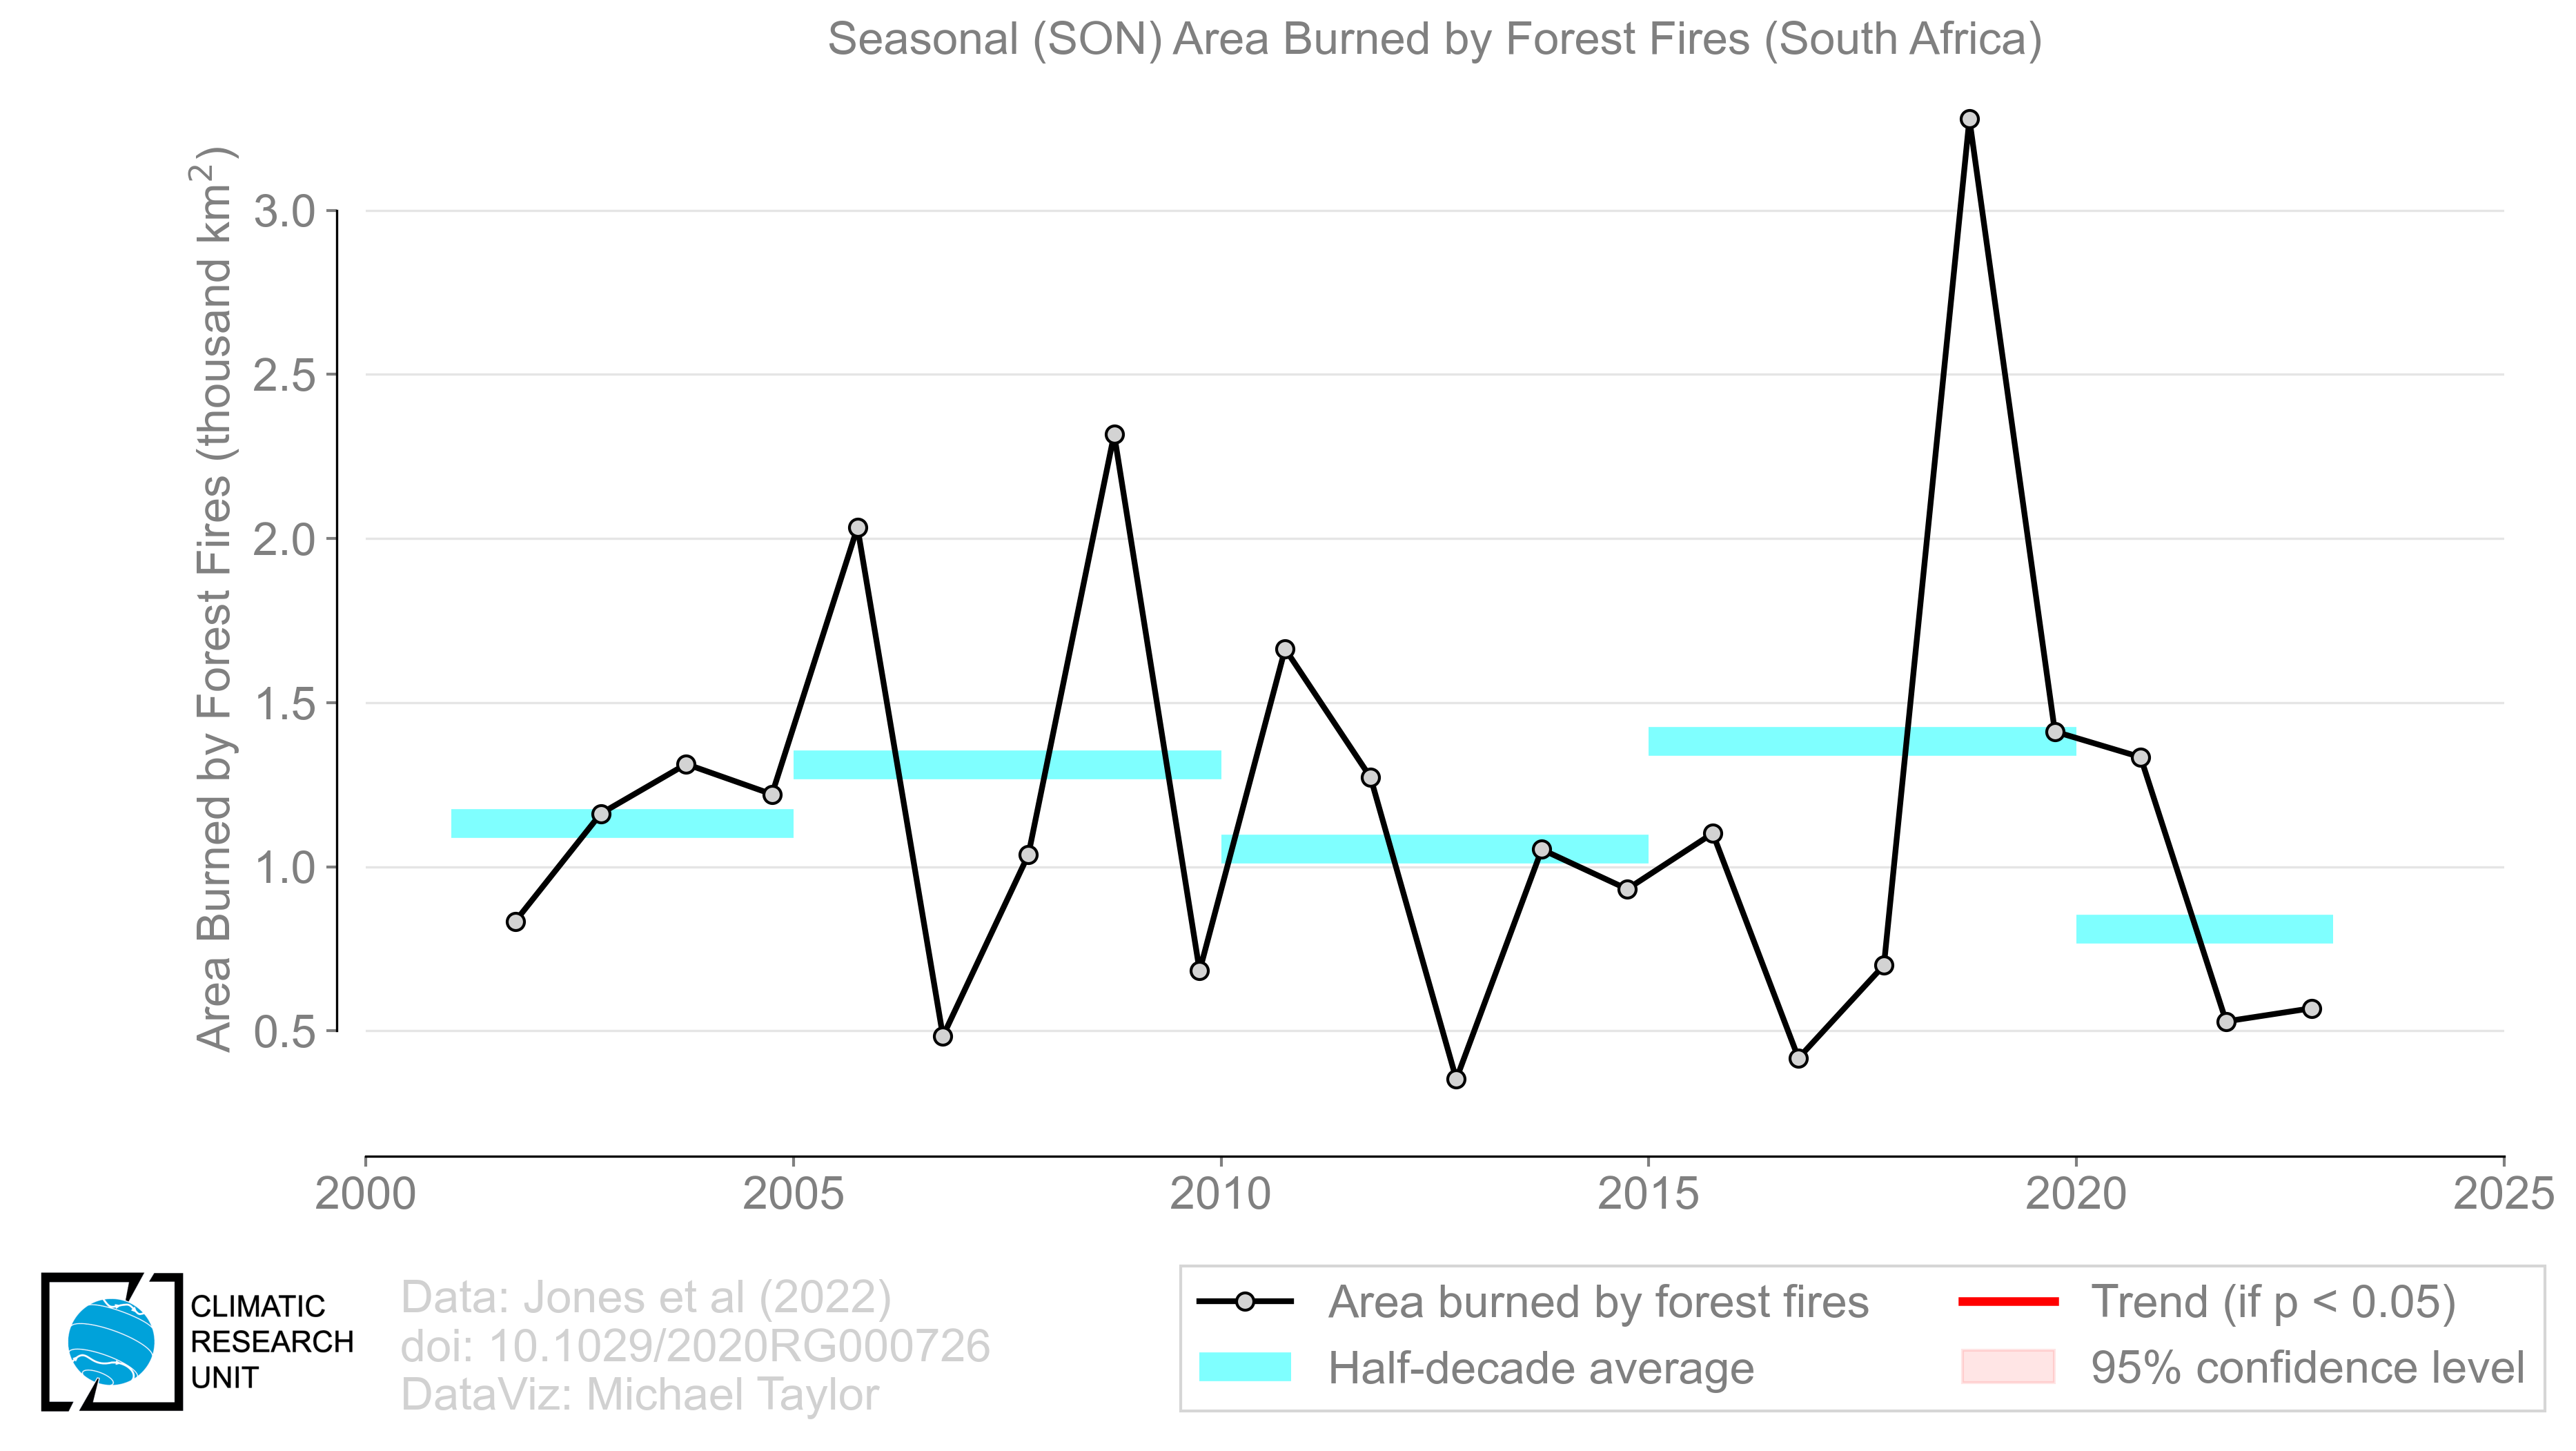 Seasonal (SON) Area Burned by Forest Fires (South Africa)
Area Burned by Forest Fires (thousand km²)
3.0
2.5
2.0
1.5
1.0
0.5
2000
2005
2010
2015
2020
2025
CLIMATIC
RESEARCH
UNIT
Data: Jones et al (2022)
doi: 10.1029/2020RG000726
DataViz: Michael Taylor
Area burned by forest fires
Half-decade average
Trend (if p < 0.05)
95% confidence level